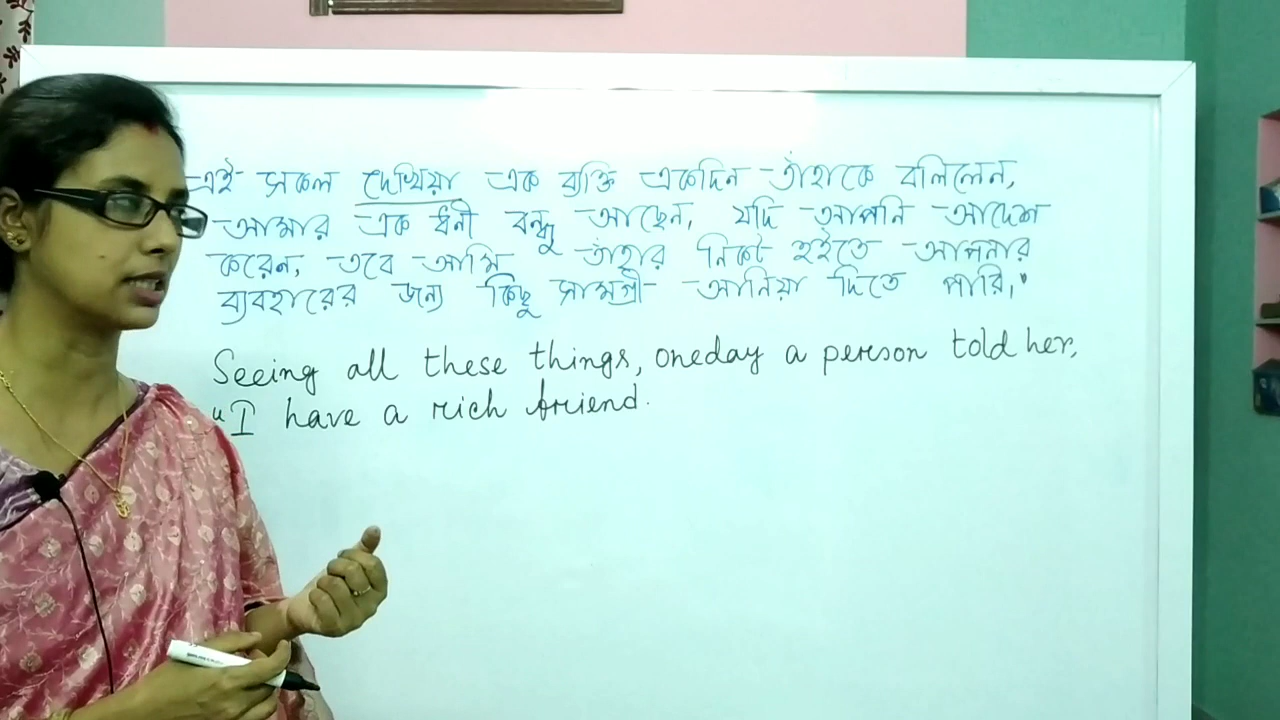 এই সকল দেখিয়া এক ব্যক্তি একদিন তাঁহাকে বলিলেন,
আমার এক ধনী বন্ধু আছেন, যদি আপনি আদেশ
করেন, তবে আমি তাঁহার নিকট হইতে আপনার
ব্যবহারের জন্য কিছু সামগ্রী আনিয়া দিতে পারি।"
Seeing all these things, oneday a person told her,
"I have a rich friend.